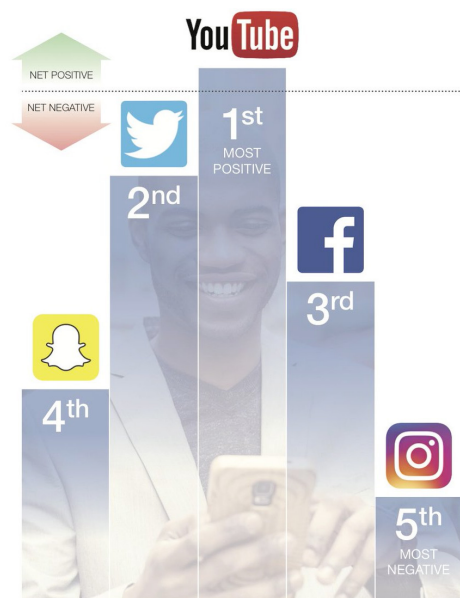 YouTube
NET POSITIVE
NET NEGATIVE
1st
MOST
POSITIVE
2nd
3rd
4th
5th
MOST
NEGATIVE